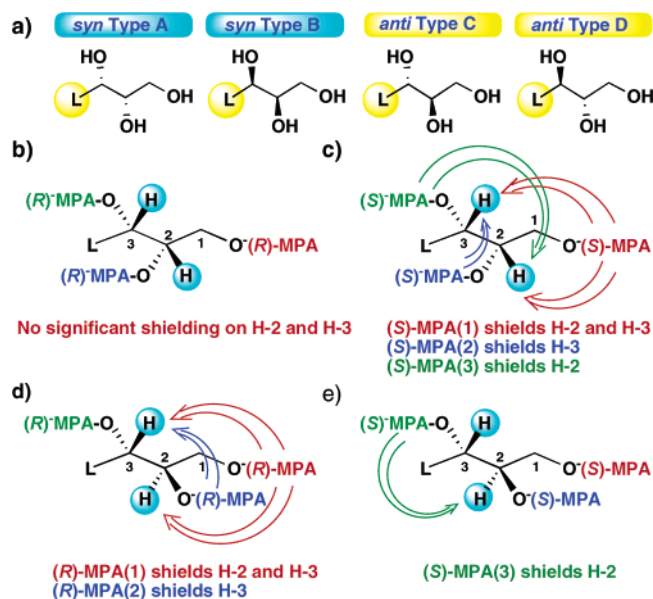 a) syn Type A syn Type B anti Type C anti Type D
HO HO HO HO
L OH L OH L OH L OH
OH OH OH OH
b) c)
(R)-MPA-O H (S)-MPA-O H
L 3 2 1 O-(R)-MPA L 3 2 1 O-(S)-MPA
(R)-MPA-O H (S)-MPA-O H
No significant shielding on H-2 and H-3
(S)-MPA(1) shields H-2 and H-3
(S)-MPA(2) shields H-3
(S)-MPA(3) shields H-2
d) e)
(R)-MPA-O H (S)-MPA-O H
L 3 2 1 O-(R)-MPA L 3 2 1 O-(S)-MPA
H O-(R)-MPA H O-(S)-MPA
(R)-MPA(1) shields H-2 and H-3
(R)-MPA(2) shields H-3
(S)-MPA(3) shields H-2